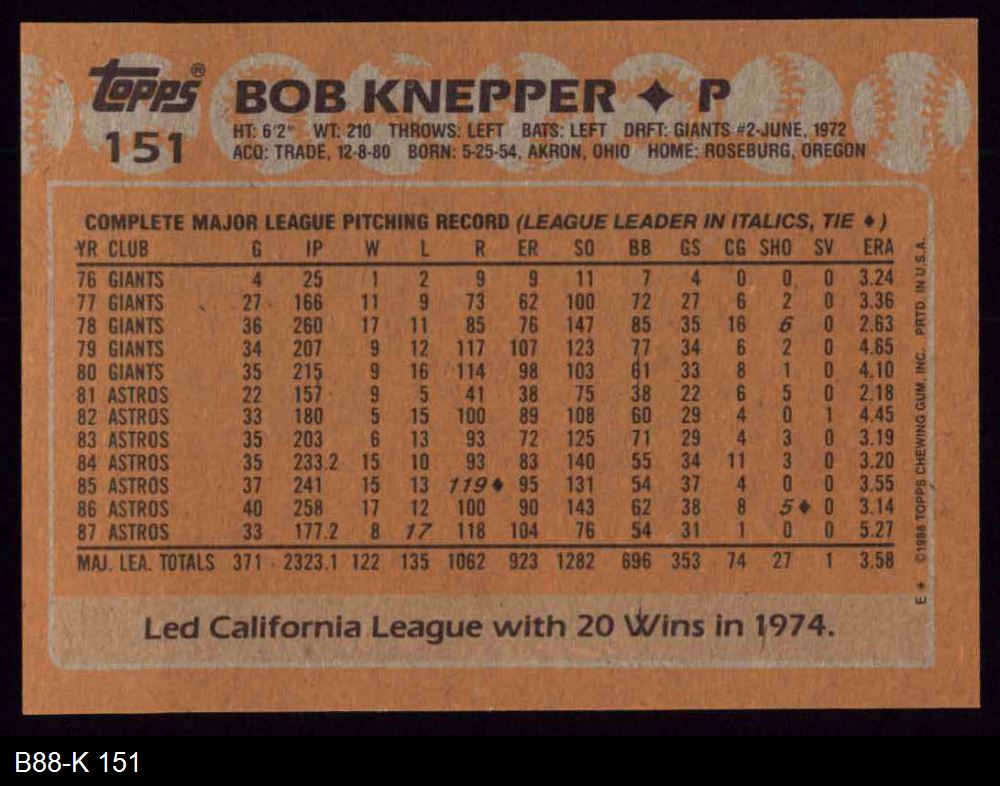 topps® BOB KNEPPER ✦ P
151 HT: 6'2" WT: 210 THROWS: LEFT BATS: LEFT DRFT: GIANTS #2-JUNE, 1972
ACQ: TRADE, 12-8-80 BORN: 5-25-54, AKRON, OHIO HOME: ROSEBURG, OREGON
COMPLETE MAJOR LEAGUE PITCHING RECORD (LEAGUE LEADER IN ITALICS, TIE ♦)
YR CLUB G IP W L R ER SO BB GS CG SHO SV ERA
76 GIANTS 4 25 1 2 9 9 11 7 4 0 0 0 3.24
77 GIANTS 27 166 11 9 73 62 100 72 27 6 2 0 3.36
78 GIANTS 36 260 17 11 85 76 147 85 35 16 6 0 2.63
79 GIANTS 34 207 9 12 117 107 123 77 34 6 2 0 4.65
80 GIANTS 35 215 9 16 114 98 103 61 33 8 1 0 4.10
81 ASTROS 22 157 9 5 41 38 75 38 22 6 5 0 2.18
82 ASTROS 33 180 5 15 100 89 108 60 29 4 0 1 4.45
83 ASTROS 35 203 6 13 93 72 125 71 29 4 3 0 3.19
84 ASTROS 35 233.2 15 10 93 83 140 55 34 11 3 0 3.20
85 ASTROS 37 241 15 13 119♦ 95 131 54 37 4 0 0 3.55
86 ASTROS 40 258 17 12 100 90 143 62 38 8 5♦ 0 3.14
87 ASTROS 33 177.2 8 17 118 104 76 54 31 1 0 0 5.27
MAJ. LEA. TOTALS 371 2323.1 122 135 1062 923 1282 696 353 74 27 1 3.58
Led California League with 20 Wins in 1974.
E * ©1988 TOPPS CHEWING GUM, INC. PRTD. IN U.S.A.
B88-K 151